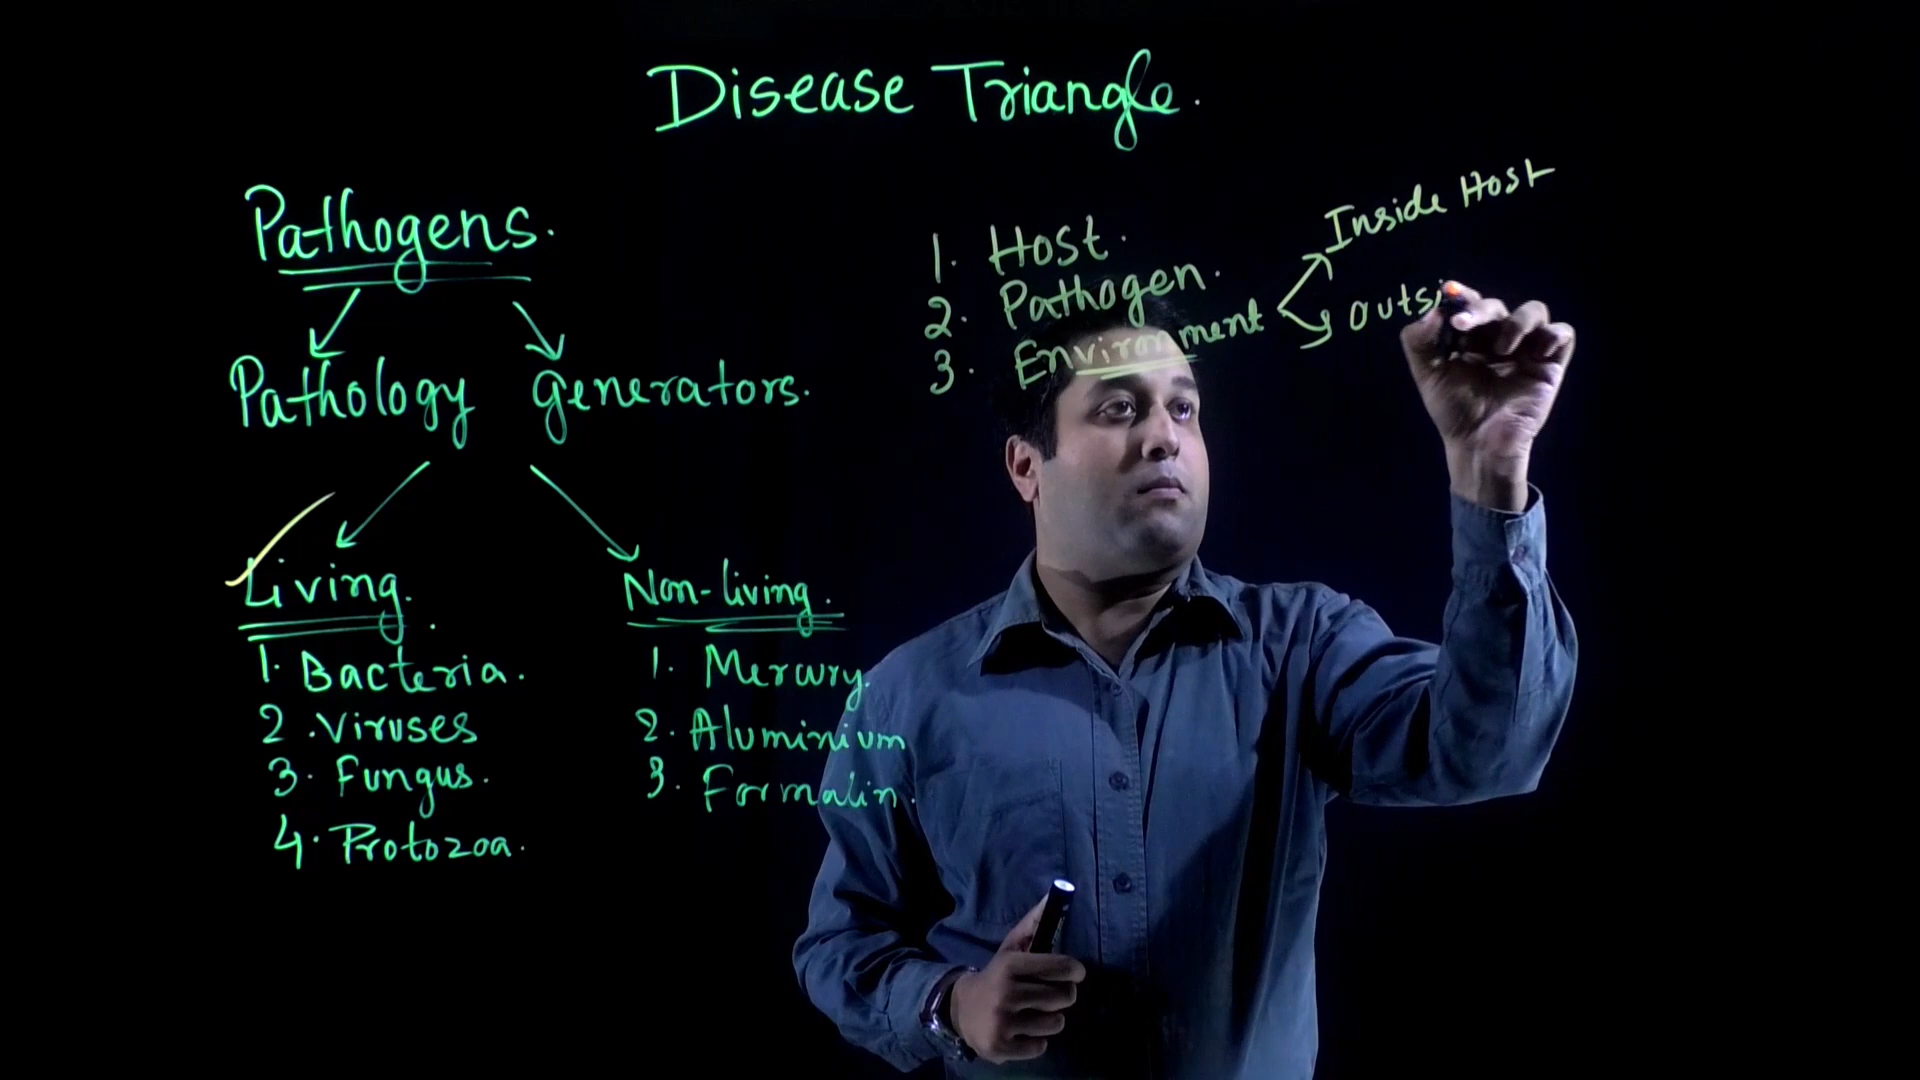 Disease Triangle.
Pathogens.
Pathology generators.
Living.
1. Bacteria.
2. Viruses
3. Fungus.
4. Protozoa.
Non-living.
1. Mercury.
2. Aluminium
3. Formalin.
1. Host.
2. Pathogen.
3. Environment
Inside Host
outsi